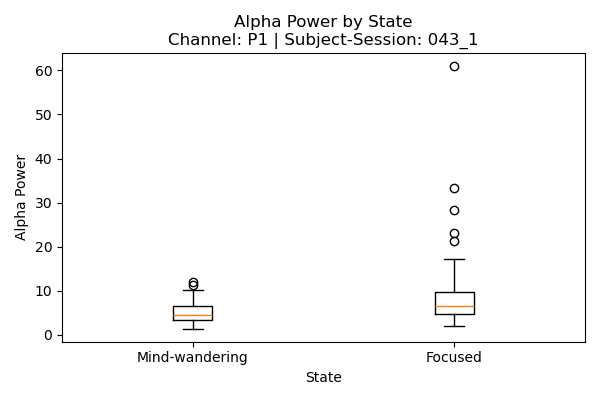 Alpha Power by State
Channel: P1 | Subject-Session: 043_1
60
50
40
30
20
10
0
Alpha Power
Mind-wandering
Focused
State